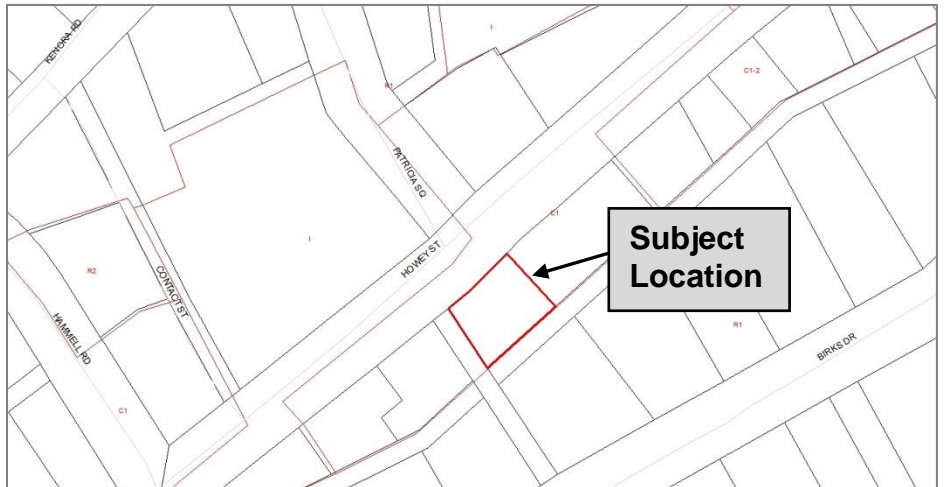 KENORA RD
I
C1-2
R1
PATRICIA SQ
C1
I
HOWEY ST
Subject
Location
R2
CONTACT ST
HAMMELL RD
R1
BIRKS DR
C1